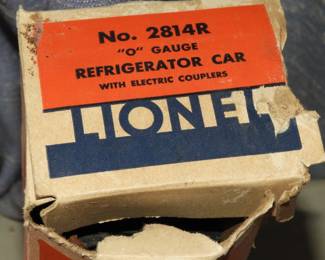 No. 2814R
"O" GAUGE
REFRIGERATOR CAR
WITH ELECTRIC COUPLERS
LIONEL